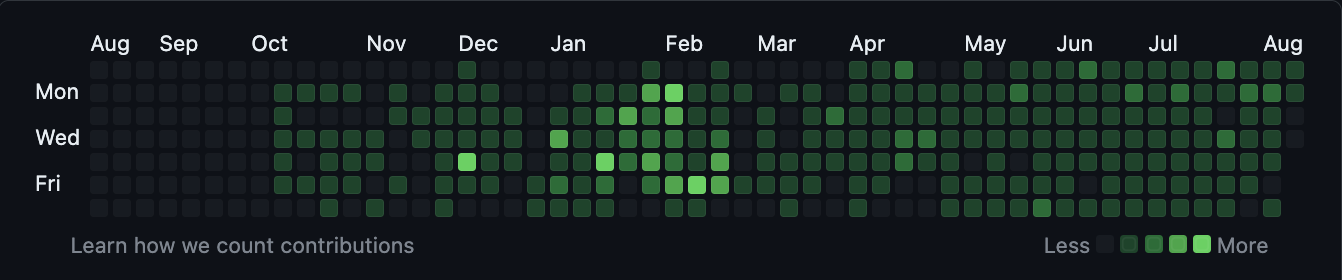 Aug Sep Oct Nov Dec Jan Feb Mar Apr May Jun Jul Aug
Mon
Wed
Fri
Learn how we count contributions Less More